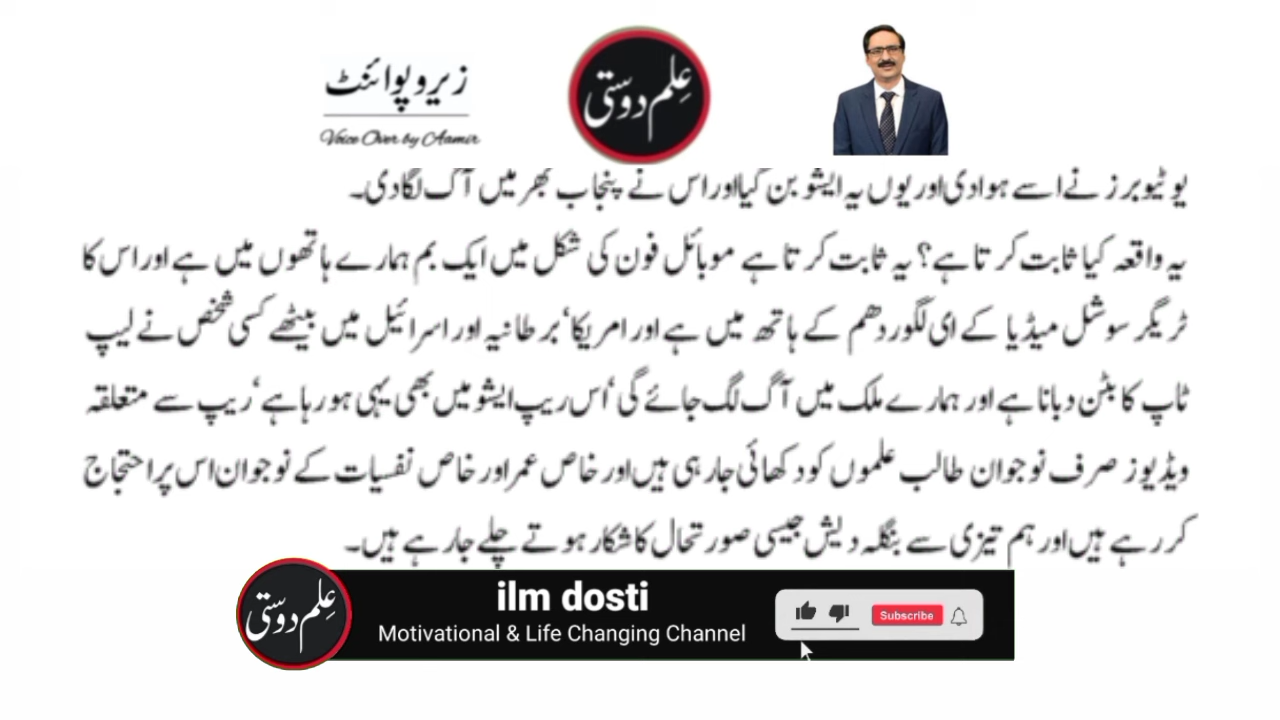 زیرو پوائنٹ
Voice Over by Aamir
علم دوستی
یوٹیوبرز نے اسے ہوا دی اور یوں یہ ایشو بن گیا اور اس نے پنجاب بھر میں آگ لگا دی۔
یہ واقعہ کیا ثابت کرتا ہے؟ یہ ثابت کرتا ہے موبائل فون کی شکل میں ایک بم ہمارے ہاتھوں میں ہے اور اس کا
ٹریگر سوشل میڈیا کے ای لگوردھم کے ہاتھ میں ہے اور امریکا‘ برطانیہ اور اسرائیل میں بیٹھے کسی شخص نے لیپ
ٹاپ کا بٹن دبانا ہے اور ہمارے ملک میں آگ لگ جائے گی‘ اس ریپ ایشو میں بھی یہی ہو رہا ہے‘ ریپ سے متعلقہ
ویڈیوز صرف نوجوان طالب علموں کو دکھائی جا رہی ہیں اور خاص عمر اور خاص نفسیات کے نوجوان اس پر احتجاج
کر رہے ہیں اور ہم تیزی سے بنگلہ دیش جیسی صورتحال کا شکار ہوتے چلے جا رہے ہیں۔
علم دوستی
ilm dosti
Motivational & Life Changing Channel
Subscribe